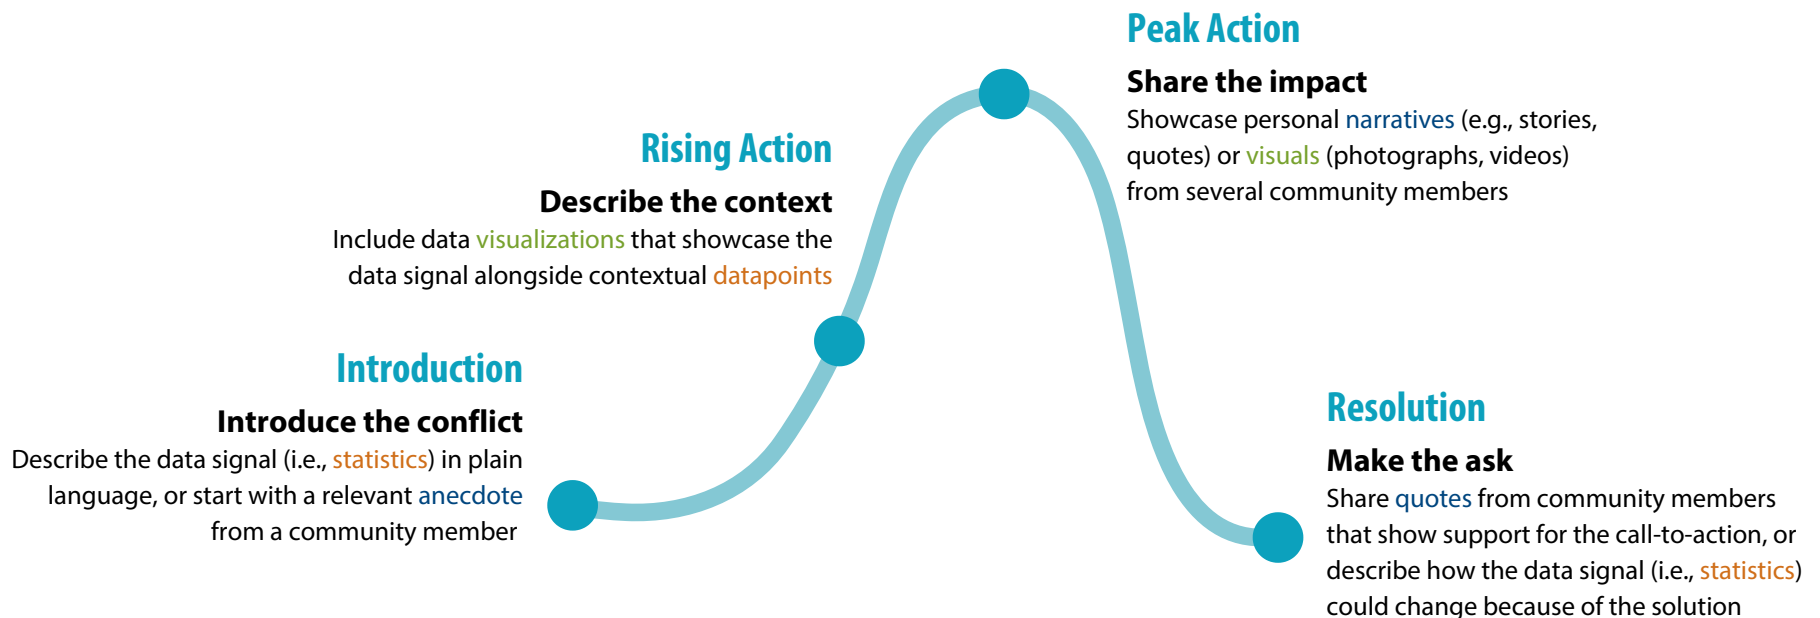 Peak Action
Share the impact
Showcase personal narratives (e.g., stories,
quotes) or visuals (photographs, videos)
from several community members
Rising Action
Describe the context
Include data visualizations that showcase the
data signal alongside contextual datapoints
Introduction
Introduce the conflict
Describe the data signal (i.e., statistics) in plain
language, or start with a relevant anecdote
from a community member
Resolution
Make the ask
Share quotes from community members
that show support for the call-to-action, or
describe how the data signal (i.e., statistics)
could change because of the solution